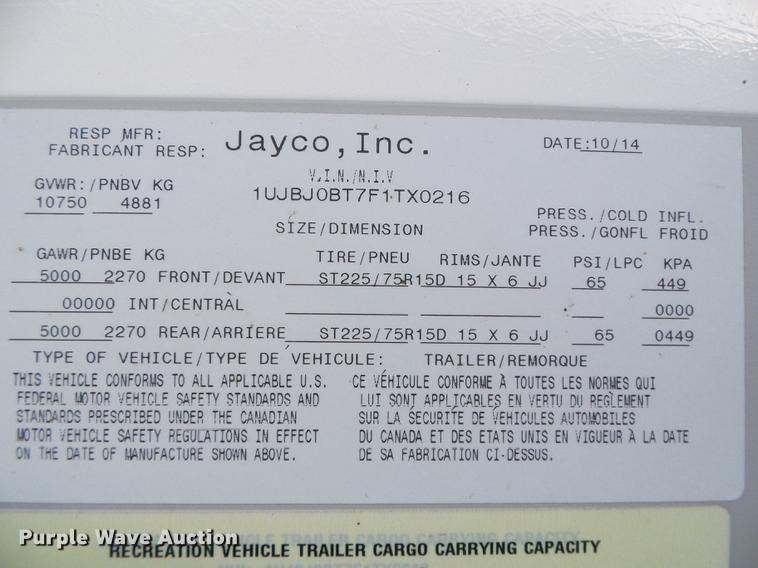 RESP MFR:
FABRICANT RESP: Jayco, Inc. DATE:10/14
V.I.N./N.I.V
GVWR:/PNBV KG
10750 4881 1UJBJ0BT7F1TX0216
SIZE/DIMENSION PRESS./COLD INFL.
PRESS./GONFL FROID
GAWR/PNBE KG TIRE/PNEU RIMS/JANTE PSI/LPC KPA
5000 2270 FRONT/DEVANT ST225/75R15D 15 X 6 JJ 65 449
00000 INT/CENTRAL 0000
5000 2270 REAR/ARRIERE ST225/75R15D 15 X 6 JJ 65 0449
TYPE OF VEHICLE/TYPE DE VEHICULE: TRAILER/REMORQUE
THIS VEHICLE CONFORMS TO ALL APPLICABLE U.S. CE VÉHICULE CONFORME À TOUTES LES NORMES QUI
FEDERAL MOTOR VEHICLE SAFETY STANDARDS AND LUI SONT APPLICABLES EN VERTU DU REGLEMENT
STANDARDS PRESCRIBED UNDER THE CANADIAN SUR LA SECURITE DE VEHICULES AUTOMOBILES
MOTOR VEHICLE SAFETY REGULATIONS IN EFFECT DU CANADA ET DES ETATS UNIS EN VIGUEUR À LA DATE
ON THE DATE OF MANUFACTURE SHOWN ABOVE. DE SA FABRICATION CI-DESSUS.
Purple Wave Auction
RECREATION VEHICLE TRAILER CARGO CARRYING CAPACITY